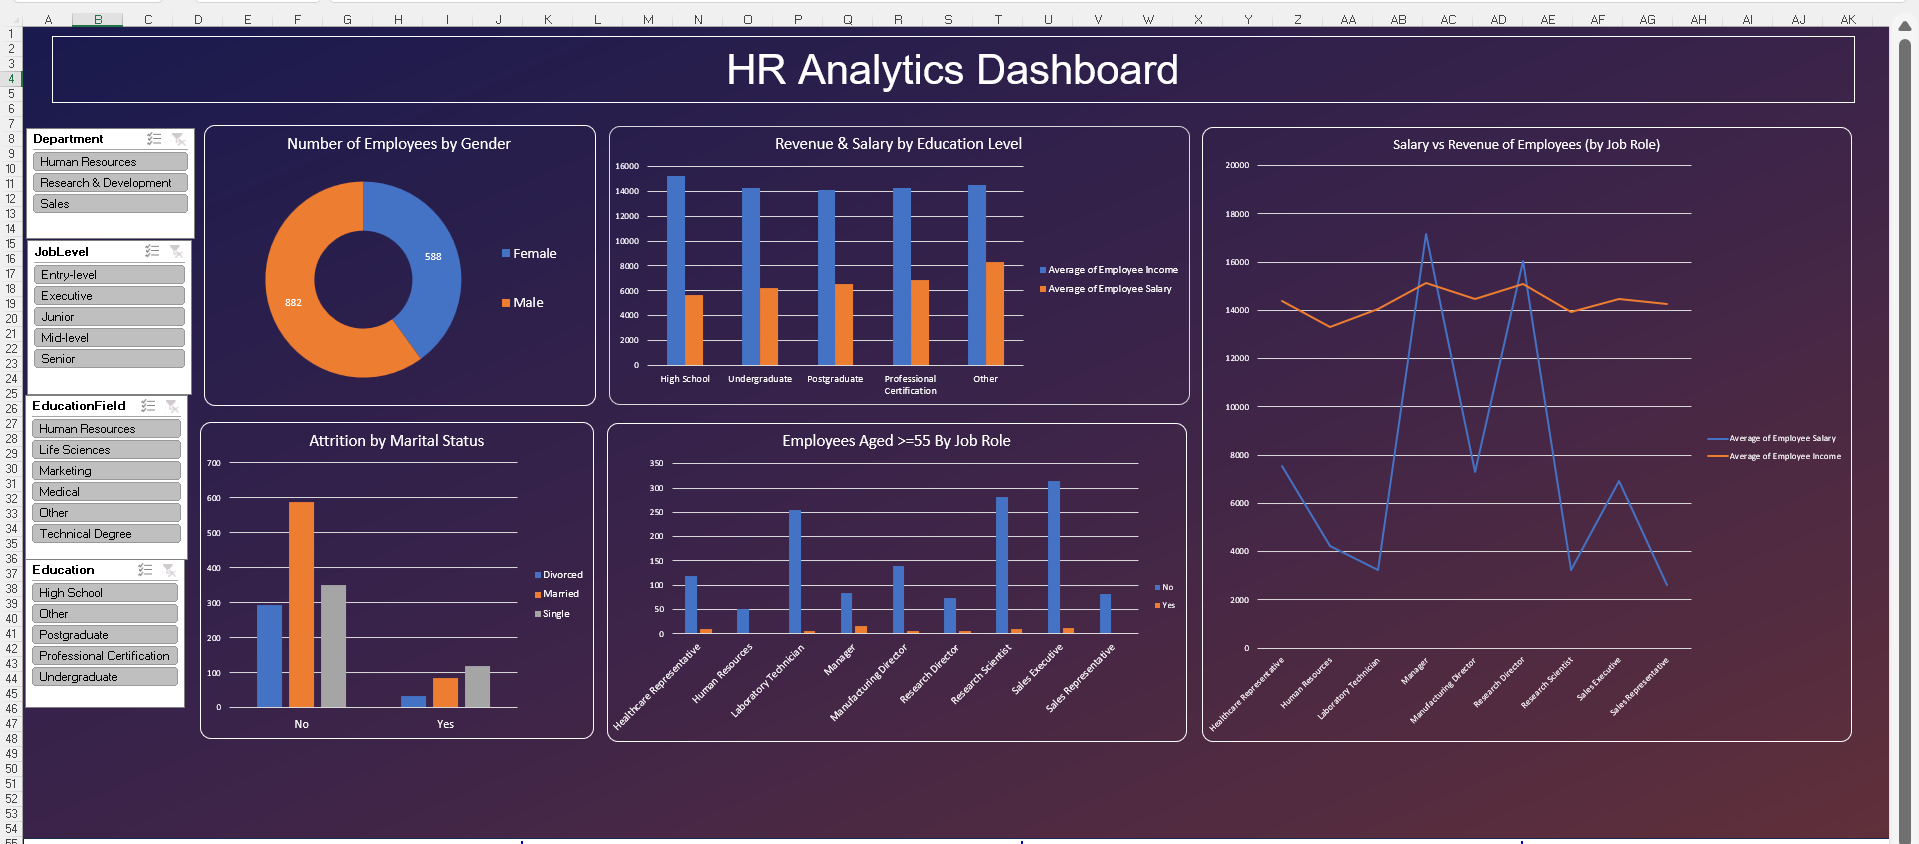 A B C D E F G H I J K L M N O P Q R S T U V W X Y Z AA AB AC AD AE AF AG AH AI AJ AK
1
2
3
4
5
6
7
8
9
10
11
12
13
14
15
16
17
18
19
20
21
22
23
24
25
26
27
28
29
30
31
32
33
34
35
36
37
38
39
40
41
42
43
44
45
46
47
48
49
50
51
52
53
54
HR Analytics Dashboard
Department
Human Resources
Research & Development
Sales
JobLevel
Entry-level
Executive
Junior
Mid-level
Senior
EducationField
Human Resources
Life Sciences
Marketing
Medical
Other
Technical Degree
Education
High School
Other
Postgraduate
Professional Certification
Undergraduate
Number of Employees by Gender
588
882
Female
Male
Revenue & Salary by Education Level
16000
14000
12000
10000
8000
6000
4000
2000
0
High School
Undergraduate
Postgraduate
Professional
Certification
Other
Average of Employee Income
Average of Employee Salary
Salary vs Revenue of Employees (by Job Role)
20000
18000
16000
14000
12000
10000
8000
6000
4000
2000
0
Healthcare Representative
Human Resources
Laboratory Technician
Manager
Manufacturing Director
Research Director
Research Scientist
Sales Executive
Sales Representative
Average of Employee Salary
Average of Employee Income
Attrition by Marital Status
700
600
500
400
300
200
100
0
No
Yes
Divorced
Married
Single
Employees Aged >=55 By Job Role
350
300
250
200
150
100
50
0
Healthcare Representative
Human Resources
Laboratory Technician
Manager
Manufacturing Director
Research Director
Research Scientist
Sales Executive
Sales Representative
No
Yes